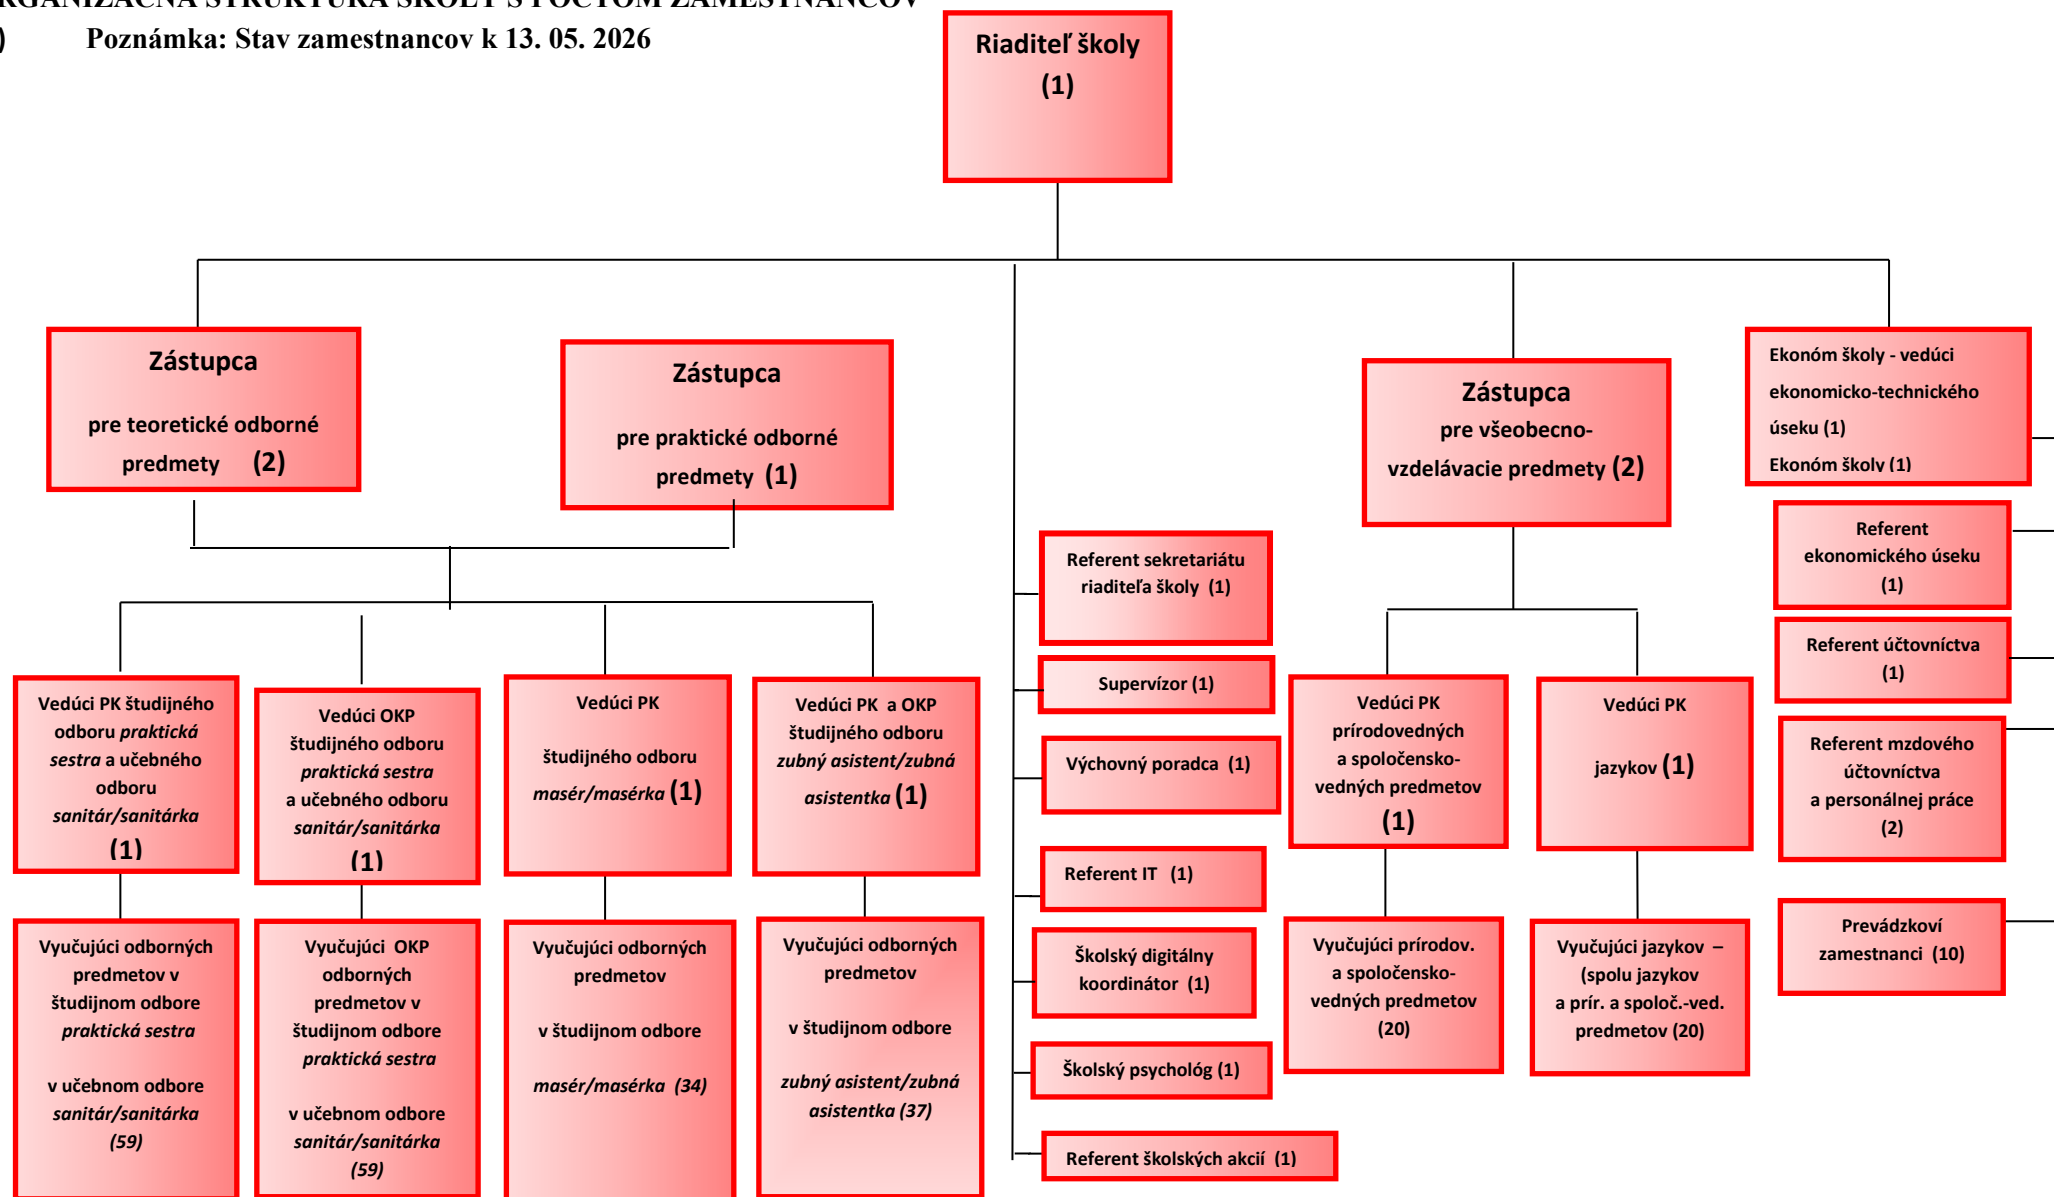 RGANIZAČNÁ ŠTRUKTÚRA ŠKOLY S POČTOM ZAMESTNANCOV
) Poznámka: Stav zamestnancov k 13. 05. 2026
Riaditeľ školy
(1)
Zástupca
pre teoretické odborné
predmety (2)
Zástupca
pre praktické odborné
predmety (1)
Zástupca
pre všeobecno-
vzdelávacie predmety (2)
Ekonóm školy - vedúci
ekonomicko-technického
úseku (1)
Ekonóm školy (1)
Referent
ekonomického úseku
(1)
Referent účtovníctva
(1)
Referent mzdového
účtovníctva
a personálnej práce
(2)
Prevádzkoví
zamestnanci (10)
Referent sekretariátu
riaditeľa školy (1)
Supervízor (1)
Výchovný poradca (1)
Referent IT (1)
Školský digitálny
koordinátor (1)
Školský psychológ (1)
Referent školských akcií (1)
Vedúci PK študijného
odboru praktická
sestra a učebného
odboru
sanitár/sanitárka
(1)
Vedúci OKP
študijného odboru
praktická sestra
a učebného odboru
sanitár/sanitárka
(1)
Vedúci PK
študijného odboru
masér/masérka (1)
Vedúci PK a OKP
študijného odboru
zubný asistent/zubná
asistentka (1)
Vedúci PK
prírodovedných
a spoločensko-
vedných predmetov
(1)
Vedúci PK
jazykov (1)
Vyučujúci odborných
predmetov v
študijnom odbore
praktická sestra
v učebnom odbore
sanitár/sanitárka
(59)
Vyučujúci OKP
odborných
predmetov v
študijnom odbore
praktická sestra
v učebnom odbore
sanitár/sanitárka
(59)
Vyučujúci odborných
predmetov
v študijnom odbore
masér/masérka (34)
Vyučujúci odborných
predmetov
v študijnom odbore
zubný asistent/zubná
asistentka (37)
Vyučujúci prírodov.
a spoločensko-
vedných predmetov
(20)
Vyučujúci jazykov –
(spolu jazykov
a prír. a spoloč.-ved.
predmetov (20)